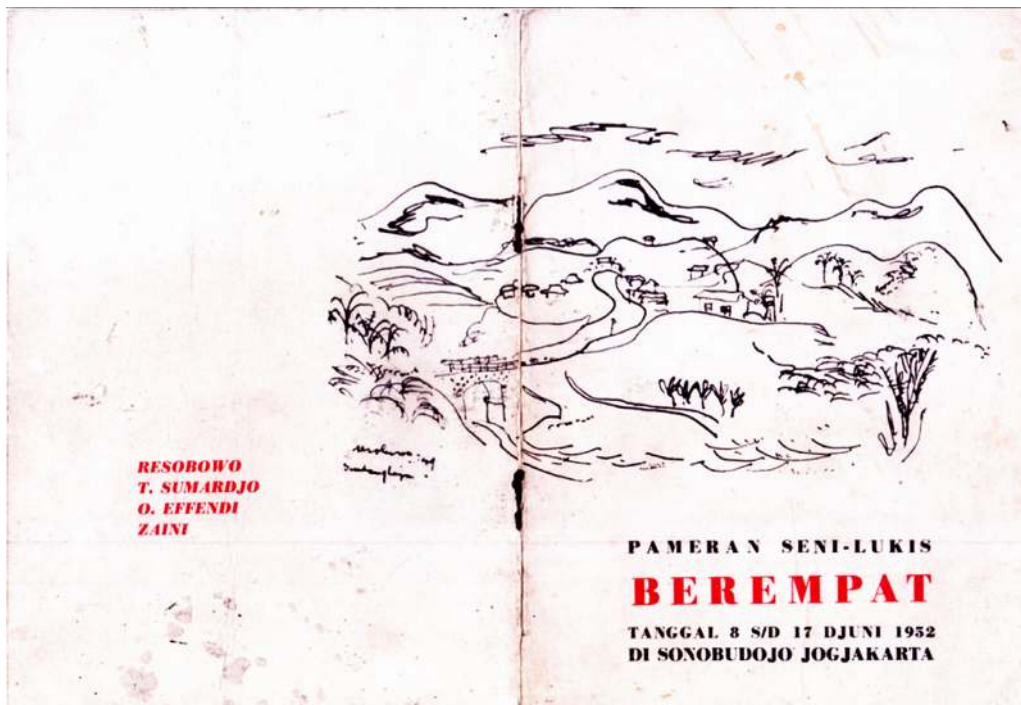 RESOBOWO
T. SUMARDJO
O. EFFENDI
ZAINI
PAMERAN SENI-LUKIS
BEREMPAT
TANGGAL 8 S/D 17 DJUNI 1952
DI SONOBUDOJO JOGJAKARTA